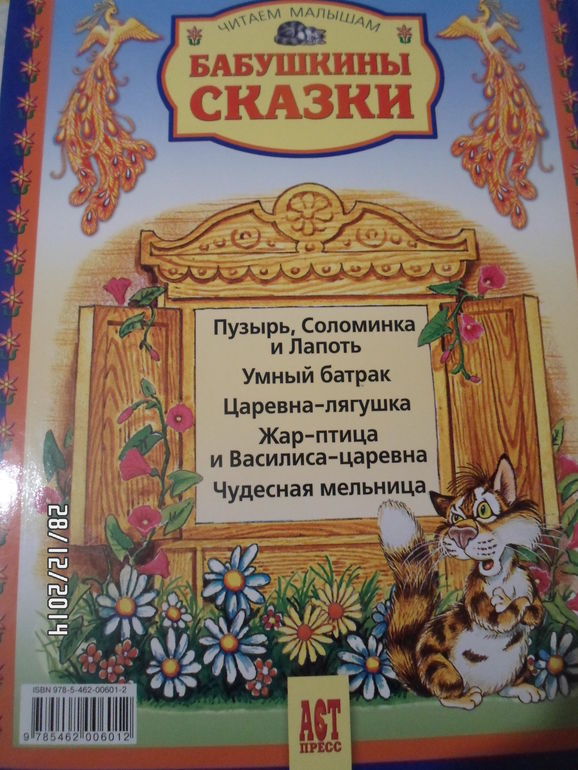 ЧИТАЕМ МАЛЫШАМ
БАБУШКИНЫ
СКАЗКИ
Пузырь, Соломинка
и Лапоть
Умный батрак
Царевна-лягушка
Жар-птица
и Василиса-царевна
Чудесная мельница
28/12/2014
ISBN 978-5-462-00601-2
9 785462 006012
АСТ
ПРЕСС